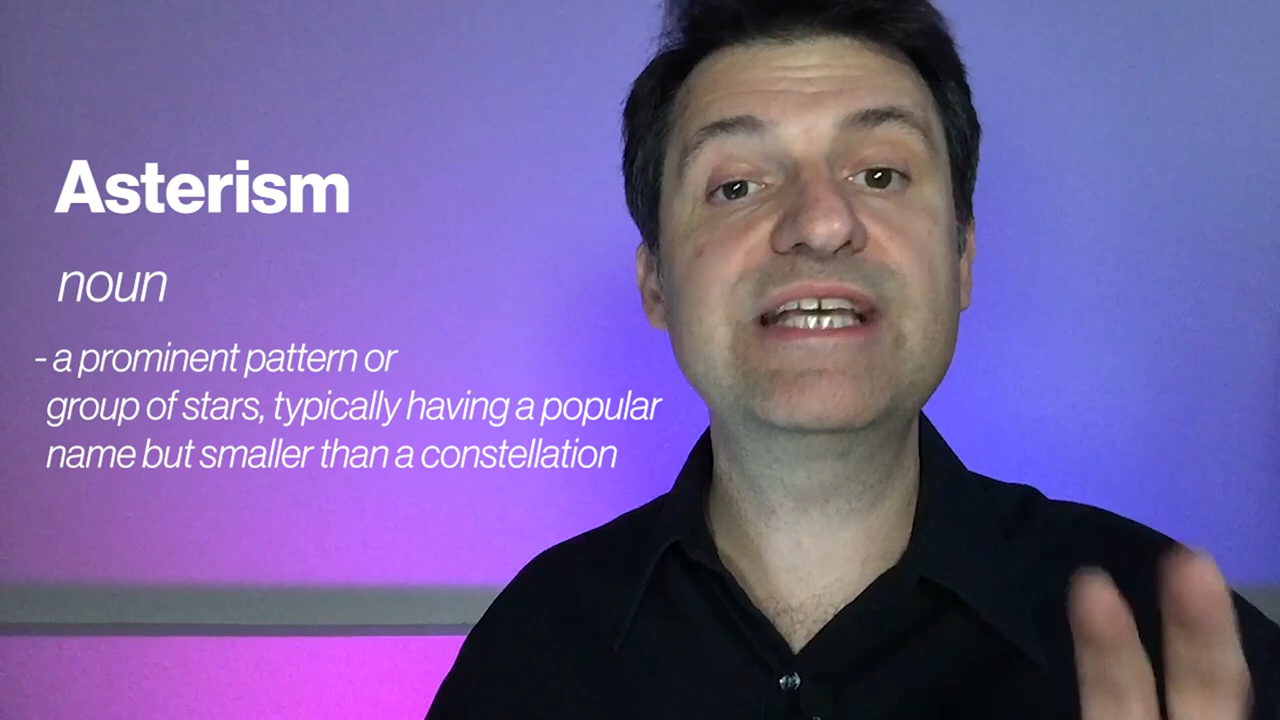 Asterism
noun
- a prominent pattern or
group of stars, typically having a popular
name but smaller than a constellation